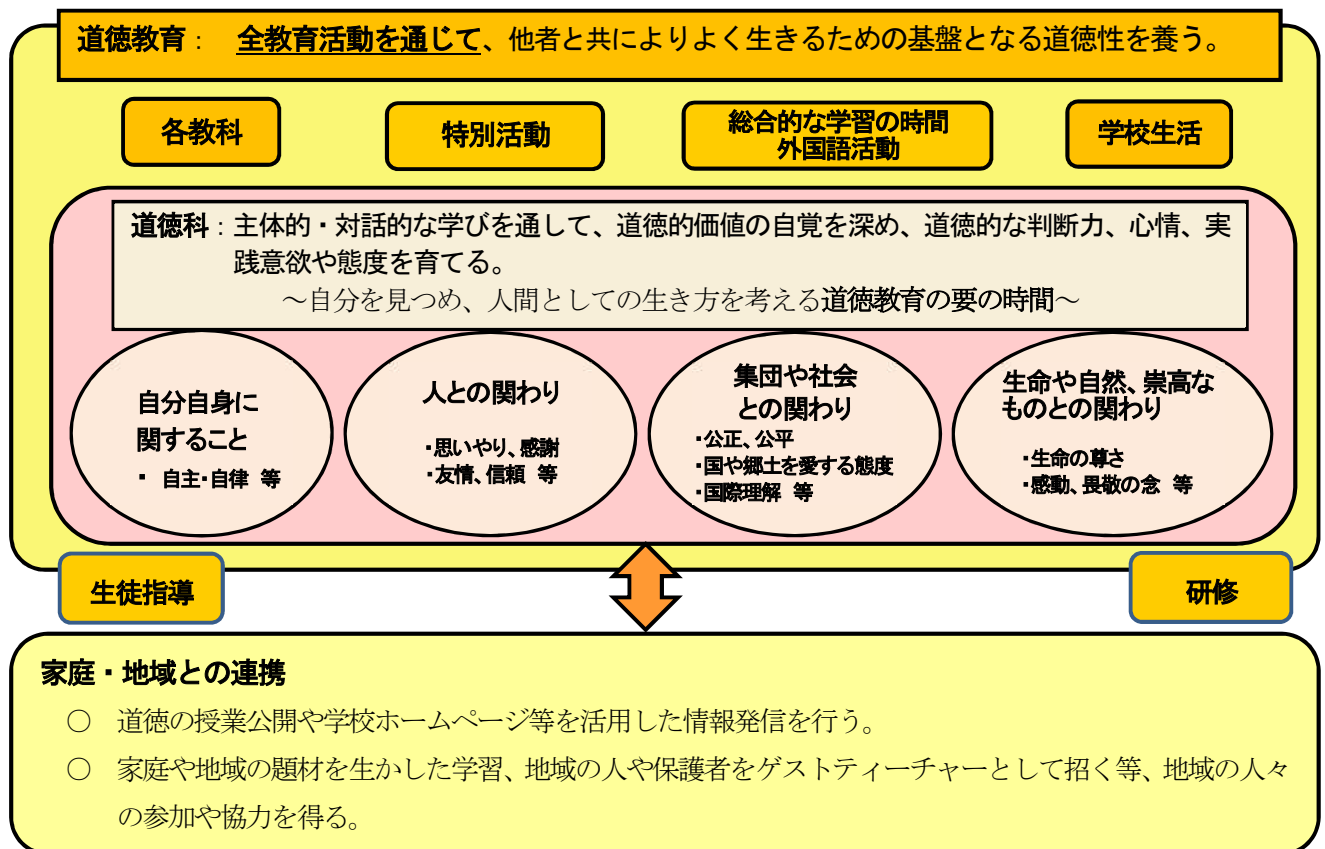 道徳教育： 全教育活動を通じて、他者と共によりよく生きるための基盤となる道徳性を養う。
各教科
特別活動
総合的な学習の時間
外国語活動
学校生活
道徳科：主体的・対話的な学びを通して、道徳的価値の自覚を深め、道徳的な判断力、心情、実
践意欲や態度を育てる。
～自分を見つめ、人間としての生き方を考える道徳教育の要の時間～
自分自身に
関すること
・ 自主・自律 等
人との関わり
・思いやり、感謝
・友情、信頼 等
集団や社会
との関わり
・公正、公平
・国や郷土を愛する態度
・国際理解 等
生命や自然、崇高な
ものとの関わり
・生命の尊さ
・感動、畏敬の念 等
生徒指導
研修
家庭・地域との連携
○ 道徳の授業公開や学校ホームページ等を活用した情報発信を行う。
○ 家庭や地域の題材を生かした学習、地域の人や保護者をゲストティーチャーとして招く等、地域の人々
の参加や協力を得る。